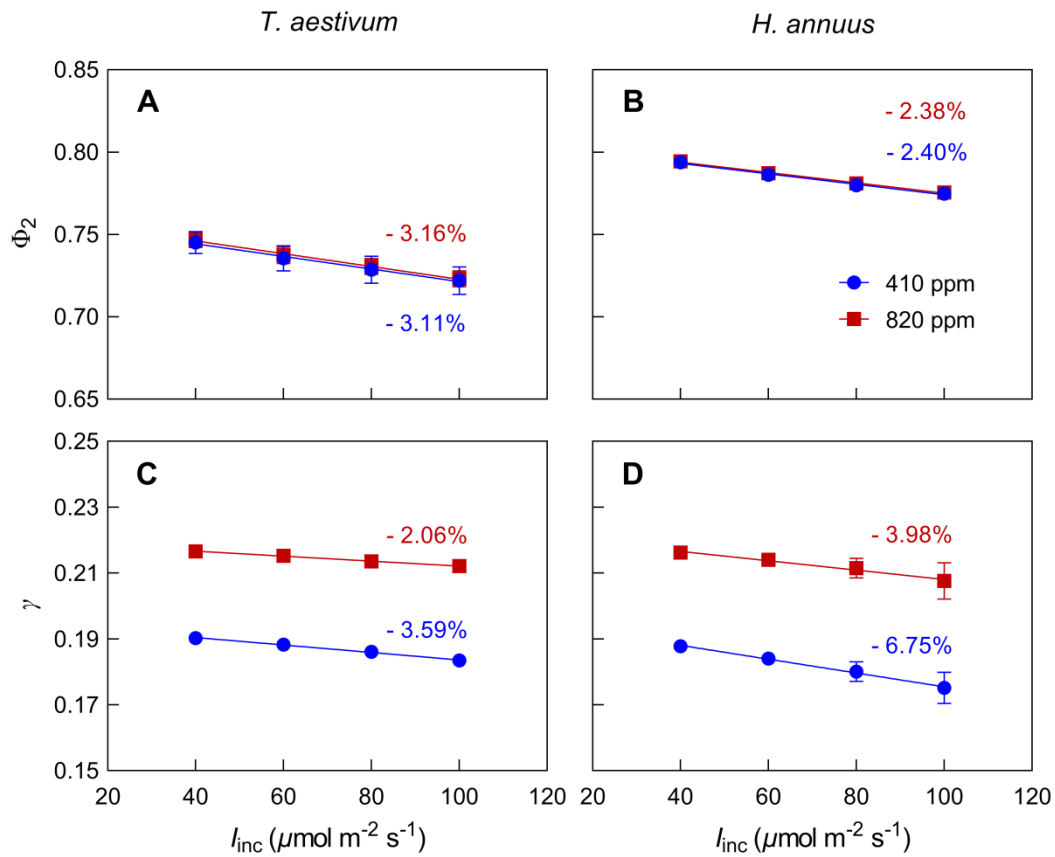 T. aestivum
H. annuus
A
0.85
0.80
0.75
0.70
0.65
Φ2
- 3.16%
- 3.11%
B
- 2.38%
- 2.40%
410 ppm
820 ppm
C
0.25
0.23
0.21
0.19
0.17
0.15
γ
- 2.06%
- 3.59%
D
- 3.98%
- 6.75%
20 40 60 80 100 120
20 40 60 80 100 120
Iinc (µmol m-2 s-1)
Iinc (µmol m-2 s-1)